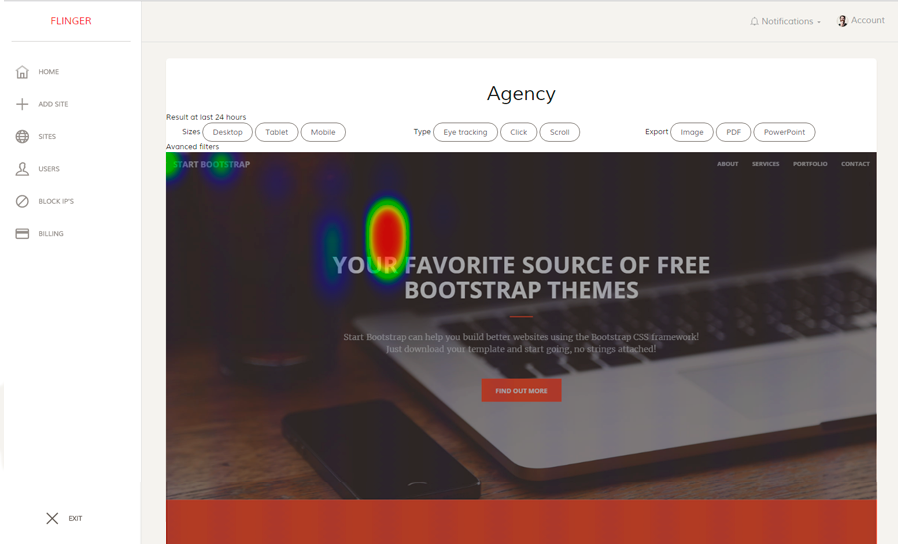 FLINGER
Notifications
Account
HOME
ADD SITE
SITES
USERS
BLOCK IP'S
BILLING
EXIT
Agency
Result at last 24 hours
Sizes Desktop Tablet Mobile Type Eye tracking Click Scroll Export Image PDF PowerPoint
Avanced filters
START BOOTSTRAP ABOUT SERVICES PORTFOLIO CONTACT
YOUR FAVORITE SOURCE OF FREE
BOOTSTRAP THEMES
Start Bootstrap can help you build better websites using the Bootstrap CSS framework!
Just download your template and start going, no strings attached!
FIND OUT MORE